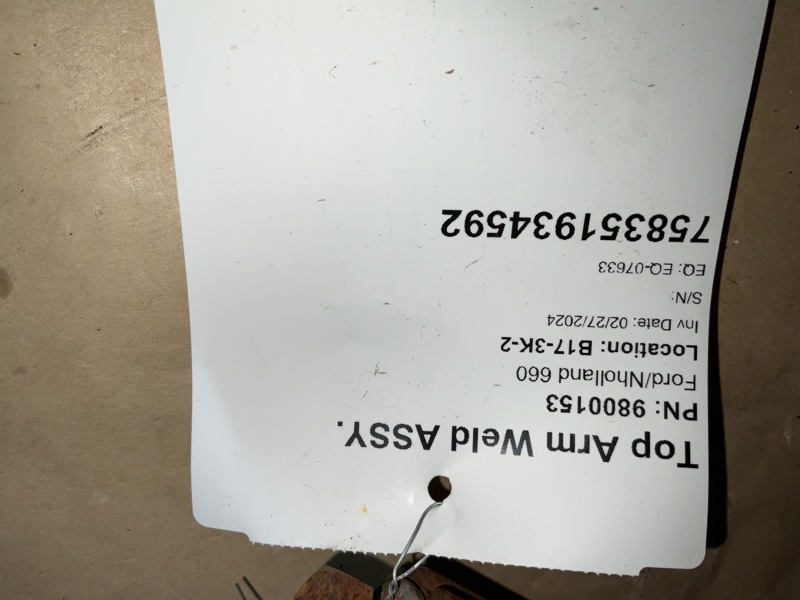 Top Arm Weld ASSY.
PN: 9800153
Ford/Nholland 660
Location: B17-3K-2
Inv Date: 02/27/2024
S/N:
EQ: EQ-07633
758351934592